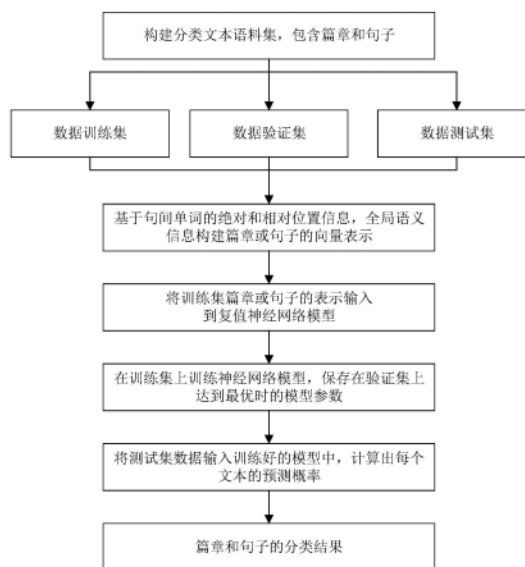 构建分类文本语料集，包含篇章和句子
数据训练集
数据验证集
数据测试集
基于句间单词的绝对和相对位置信息，全局语义
信息构建篇章或句子的向量表示
将训练集篇章或句子的表示输入
到复值神经网络模型
在训练集上训练神经网络模型，保存在验证集上
达到最优时的模型参数
将测试集数据输入训练好的模型中，计算出每个
文本的预测概率
篇章和句子的分类结果